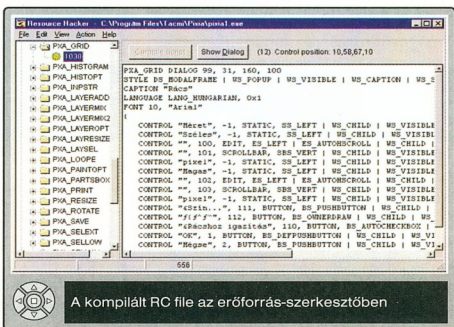 Resource Hacker - C:\Program Files\Tacmi\Pixia\pixia1.exe
File Edit View Action Help
PXA_GRID
1038
PXA_HISTGRAM
PXA_HISTOPT
PXA_INPSTR
PXA_LAYERADD
PXA_LAYERMIX
PXA_LAYERMIX2
PXA_LAYEROPT
PXA_LAYRESIZE
PXA_LAYSEL
PXA_LOOPE
PXA_PAINTOPT
PXA_PARTSBOX
PXA_PRINT
PXA_RESIZE
PXA_ROTATE
PXA_SAVE
PXA_SELEXT
PXA_SELLOW
Compile Script Show Dialog (12) Control position: 10,58,67,10
PXA_GRID DIALOG 99, 31, 160, 100
STYLE DS_MODALFRAME | WS_POPUP | WS_VISIBLE | WS_CAPTION | WS_S
CAPTION "Rács"
LANGUAGE LANG_HUNGARIAN, 0x1
FONT 10, "Arial"
{
CONTROL "Méret", -1, STATIC, SS_LEFT | WS_CHILD | WS_VISIBLE
CONTROL "Széles", -1, STATIC, SS_LEFT | WS_CHILD | WS_VISIBL
CONTROL "", 100, EDIT, ES_LEFT | ES_AUTOHSCROLL | WS_CHILD |
CONTROL "", 101, SCROLLBAR, SBS_VERT | WS_CHILD | WS_VISIBLE
CONTROL "pixel", -1, STATIC, SS_LEFT | WS_CHILD | WS_VISIBLE
CONTROL "Magas", -1, STATIC, SS_LEFT | WS_CHILD | WS_VISIBLE
CONTROL "", 102, EDIT, ES_LEFT | ES_AUTOHSCROLL | WS_CHILD |
CONTROL "", 103, SCROLLBAR, SBS_VERT | WS_CHILD | WS_VISIBLE
CONTROL "pixel", -1, STATIC, SS_LEFT | WS_CHILD | WS_VISIBLE
CONTROL "&Szín...", 111, BUTTON, BS_PUSHBUTTON | WS_CHILD |
112, BUTTON, BS_OWNERDRAW | WS_CHILD | WS_
CONTROL "&Rácshoz igazítás", 110, BUTTON, BS_AUTOCHECKBOX |
CONTROL "OK", 1, BUTTON, BS_DEFPUSHBUTTON | WS_CHILD | WS_VI
CONTROL "Mégse", 2, BUTTON, BS_PUSHBUTTON | WS_CHILD | WS_VI
558
A kompilált RC file az erőforrás-szerkesztőben